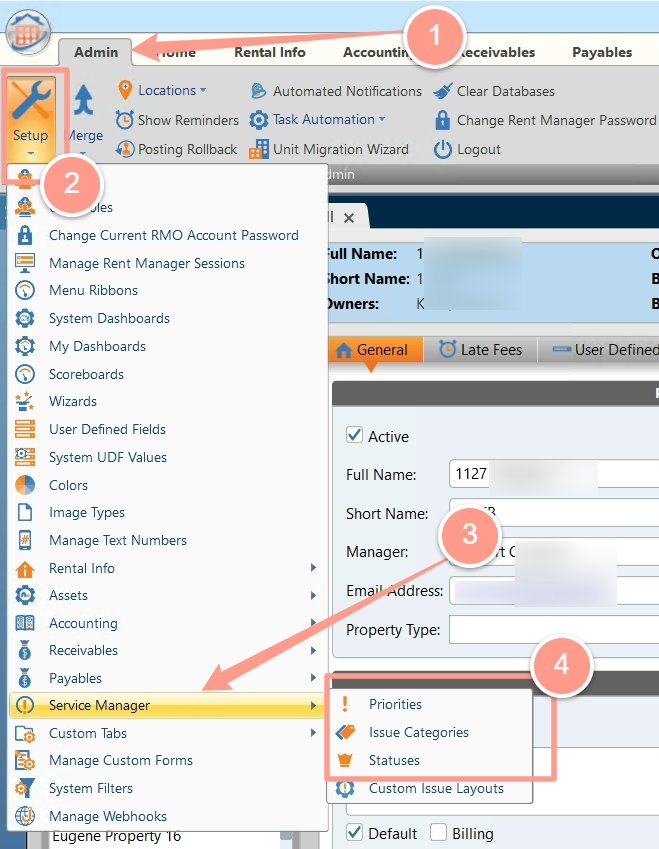 1
Admin Home Rental Info Accounting Receivables Payables
Setup
Merge
Locations
Automated Notifications
Clear Databases
Show Reminders
Task Automation
Change Rent Manager Password
Posting Rollback
Unit Migration Wizard
Logout
2
dmin
les
Change Current RMO Account Password
Manage Rent Manager Sessions
Menu Ribbons
System Dashboards
My Dashboards
Scoreboards
Wizards
User Defined Fields
System UDF Values
Colors
Image Types
Manage Text Numbers
Rental Info
Assets
Accounting
Receivables
Payables
Service Manager
Custom Tabs
Manage Custom Forms
System Filters
Manage Webhooks
Eugene Property 16
Full Name: 1
Short Name: 1
Owners: K
General Late Fees User Defined
Active
Full Name: 1127
Short Name:
3
Manager:
Email Address:
Property Type:
4
Priorities
Issue Categories
Statuses
Custom Issue Layouts
Default Billing